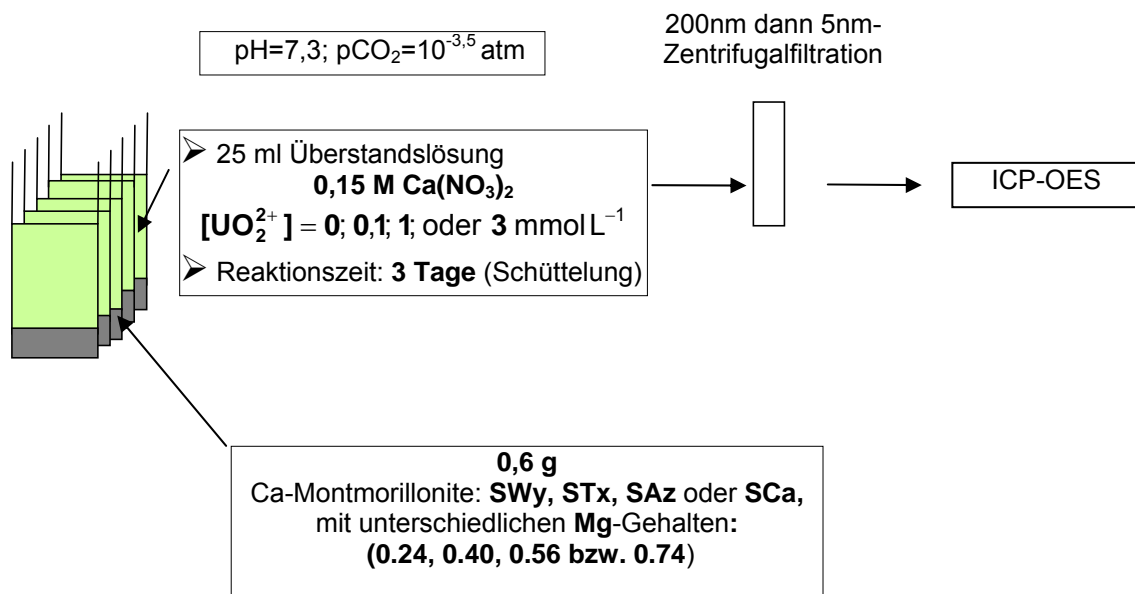 200nm dann 5nm-
Zentrifugalfiltration
pH=7,3; pCO₂=10⁻³,⁵ atm
➢ 25 ml Überstandslösung
0,15 M Ca(NO₃)₂
[UO₂²⁺] = 0; 0,1; 1; oder 3 mmol L⁻¹
➢ Reaktionszeit: 3 Tage (Schüttelung)
ICP-OES
0,6 g
Ca-Montmorillonite: SWy, STx, SAz oder SCa,
mit unterschiedlichen Mg-Gehalten:
(0.24, 0.40, 0.56 bzw. 0.74)